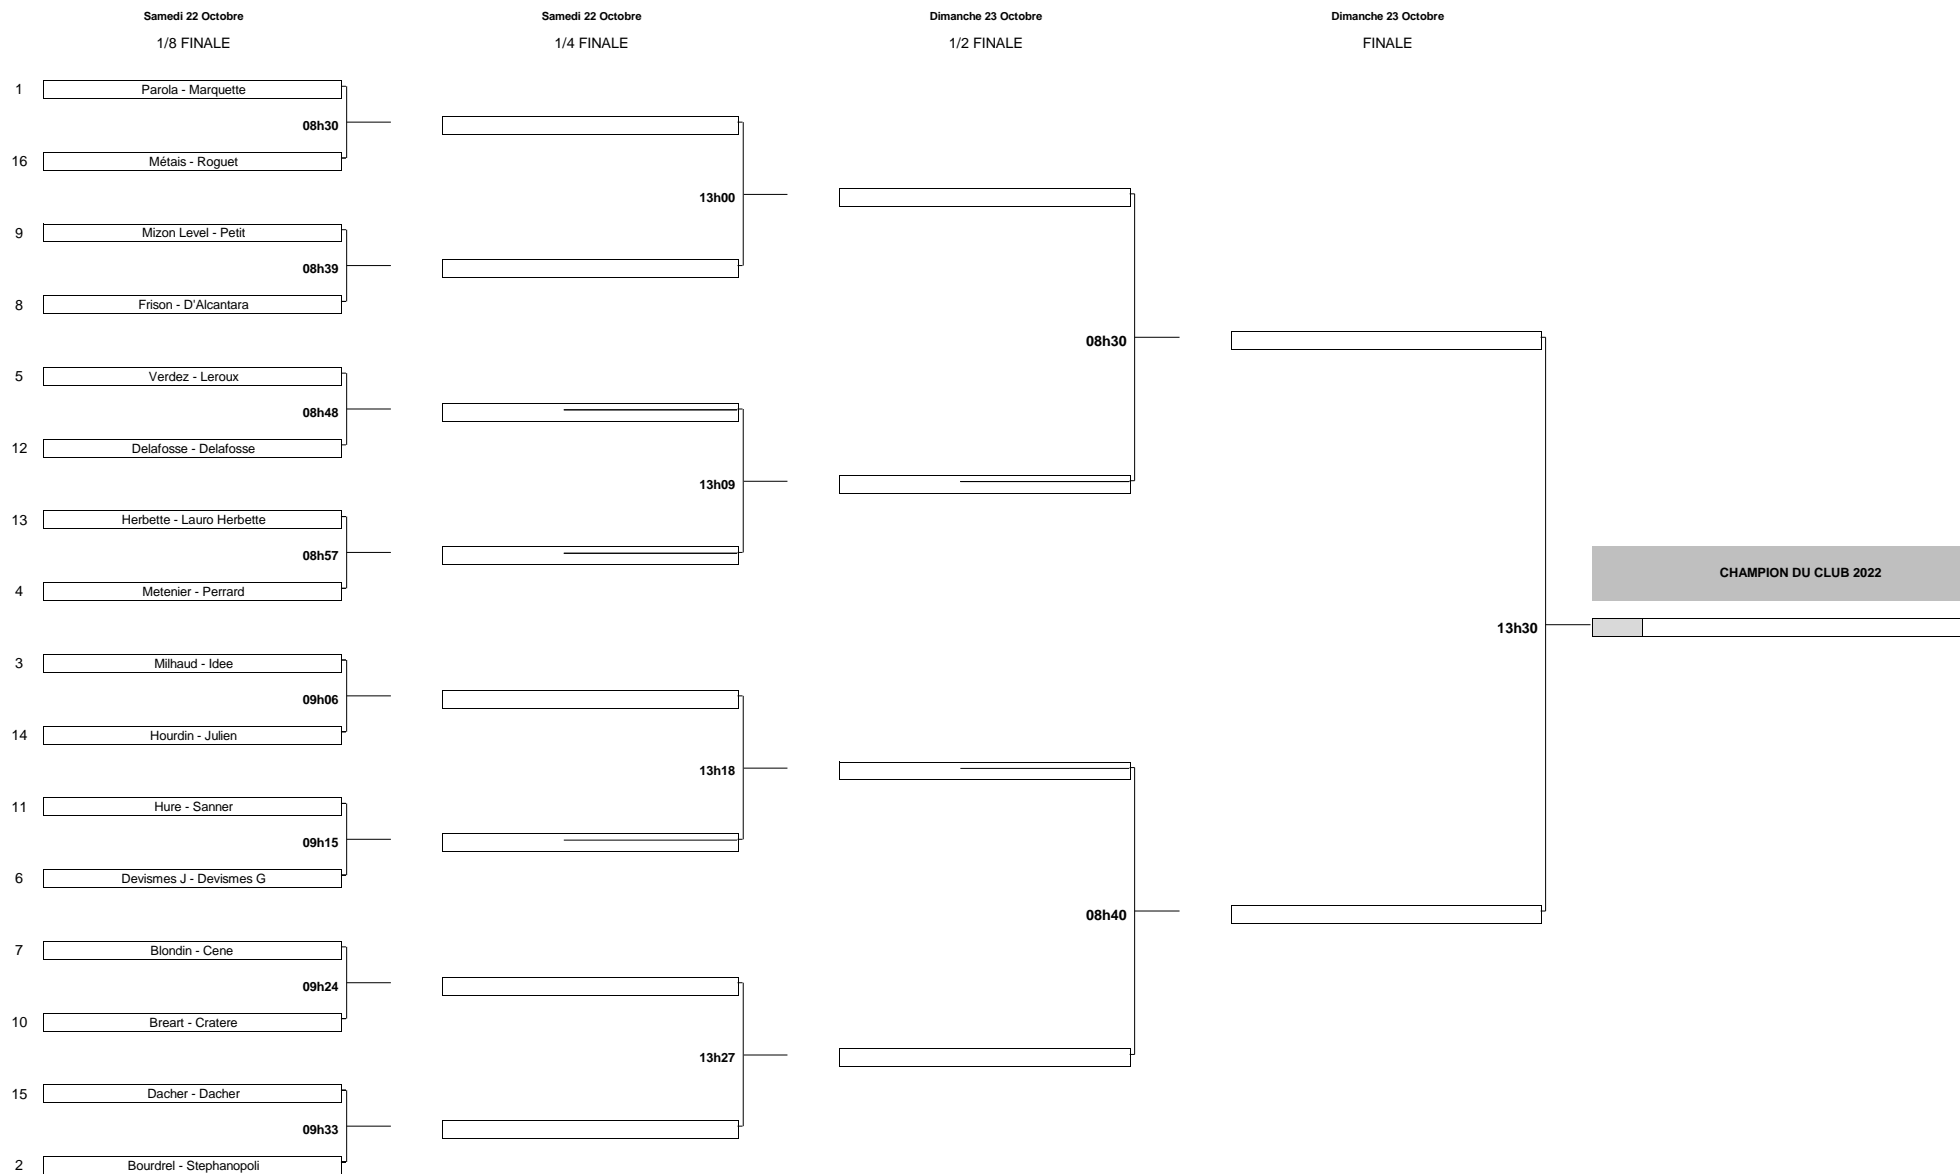 Samedi 22 Octobre Samedi 22 Octobre Dimanche 23 Octobre Dimanche 23 Octobre
1/8 FINALE 1/4 FINALE 1/2 FINALE FINALE
1 Parola - Marquette
08h30
16 Métais - Roguet
13h00
9 Mizon Level - Petit
08h39
8 Frison - D'Alcantara
08h30
5 Verdez - Leroux
08h48
12 Delafosse - Delafosse
13h09
13 Herbette - Lauro Herbette
08h57
CHAMPION DU CLUB 2022
4 Metenier - Perrard
13h30
3 Milhaud - Idee
09h06
14 Hourdin - Julien
13h18
11 Hure - Sanner
09h15
6 Devismes J - Devismes G
08h40
7 Blondin - Cene
09h24
10 Breart - Cratere
13h27
15 Dacher - Dacher
09h33
2 Bourdrel - Stephanopoli